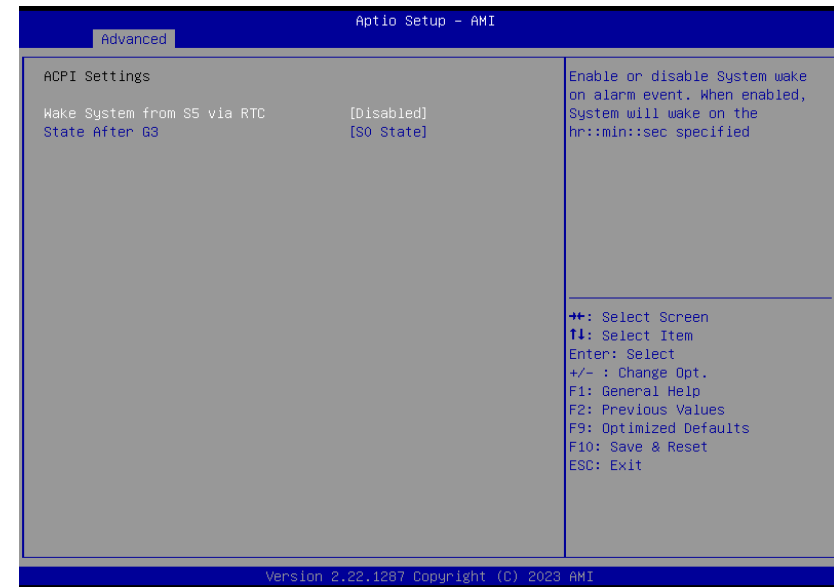 Aptio Setup – AMI
Advanced
ACPI Settings
Wake System from S5 via RTC [Disabled]
State After G3 [S0 State]
Enable or disable System wake
on alarm event. When enabled,
System will wake on the
hr::min::sec specified
→←: Select Screen
↑↓: Select Item
Enter: Select
+/- : Change Opt.
F1: General Help
F2: Previous Values
F9: Optimized Defaults
F10: Save & Reset
ESC: Exit
Version 2.22.1287 Copyright (C) 2023 AMI